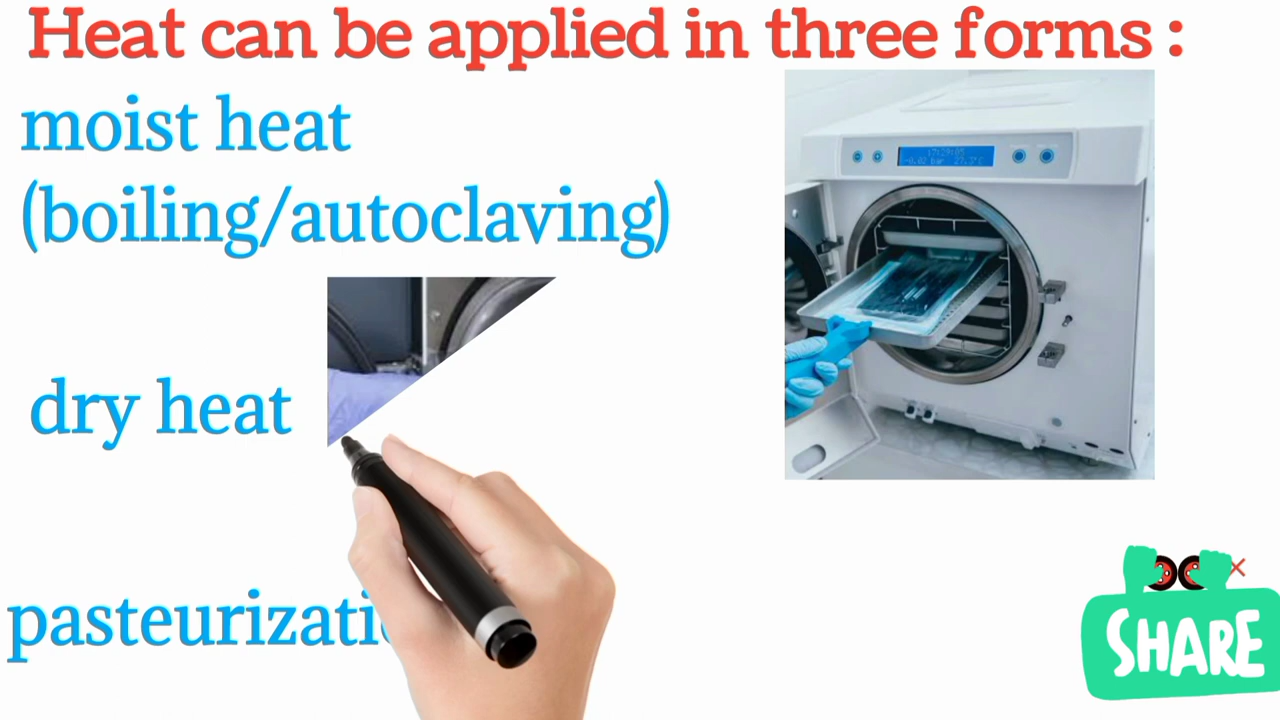 Heat can be applied in three forms :
moist heat
(boiling/autoclaving)
dry heat
SHARE